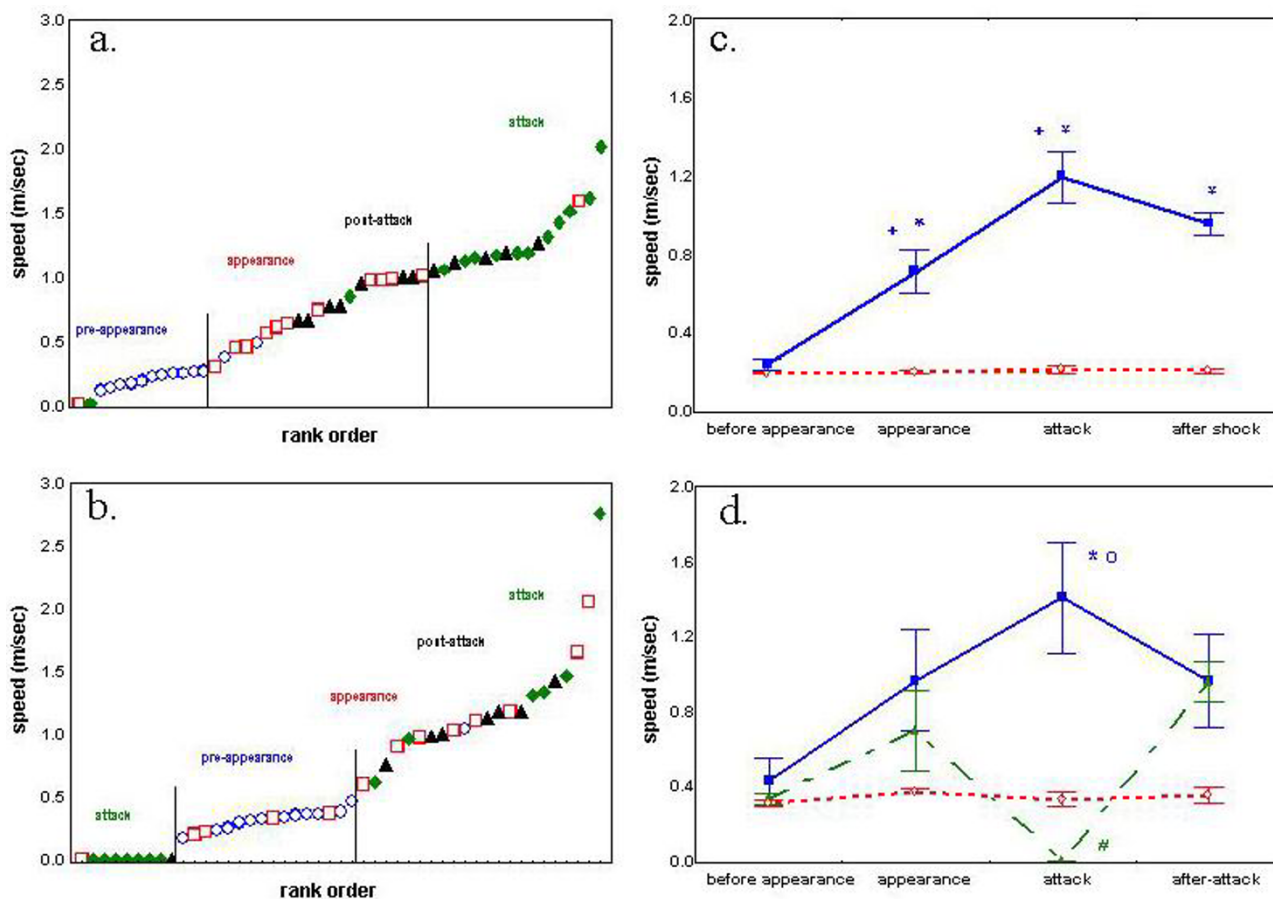 a.
speed (m/sec)
3.0
2.5
2.0
1.5
1.0
0.5
0.0
pre-appearance
appearance
post-attack
attack
rank order
c.
speed (m/sec)
2.0
1.6
1.2
0.8
0.4
0.0
+ *
+ *
*
before appearance
appearance
attack
after shock
b.
speed (m/sec)
3.0
2.5
2.0
1.5
1.0
0.5
0.0
attack
pre-appearance
appearance
post-attack
attack
rank order
d.
speed (m/sec)
2.0
1.6
1.2
0.8
0.4
0.0
* o
#
before appearance
appearance
attack
after-attack